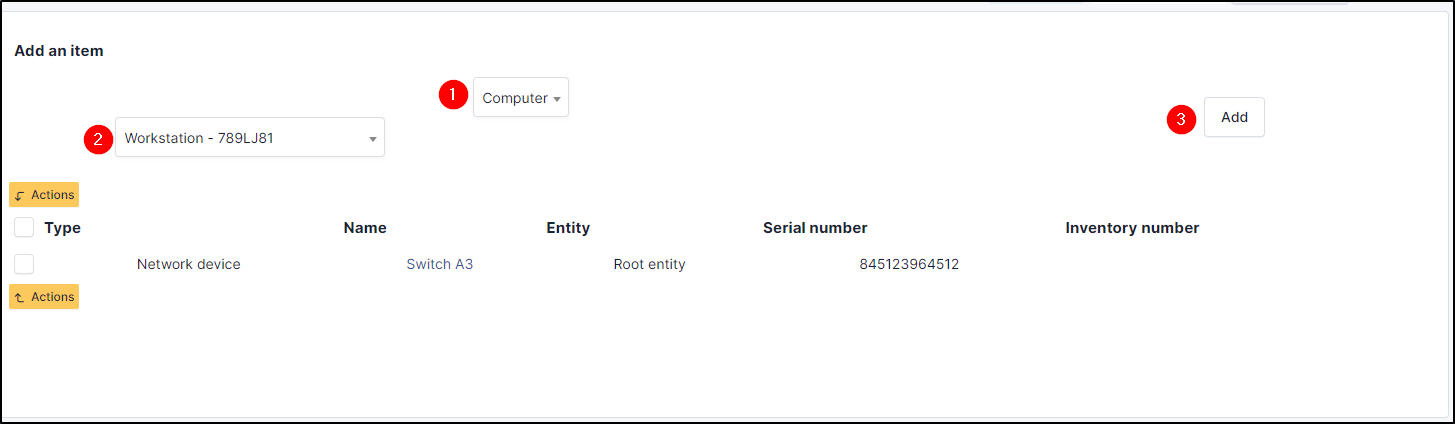 Add an item
1 Computer
2 Workstation - 789LJ81
3 Add
Actions
Type Name Entity Serial number Inventory number
Network device Switch A3 Root entity 845123964512
Actions